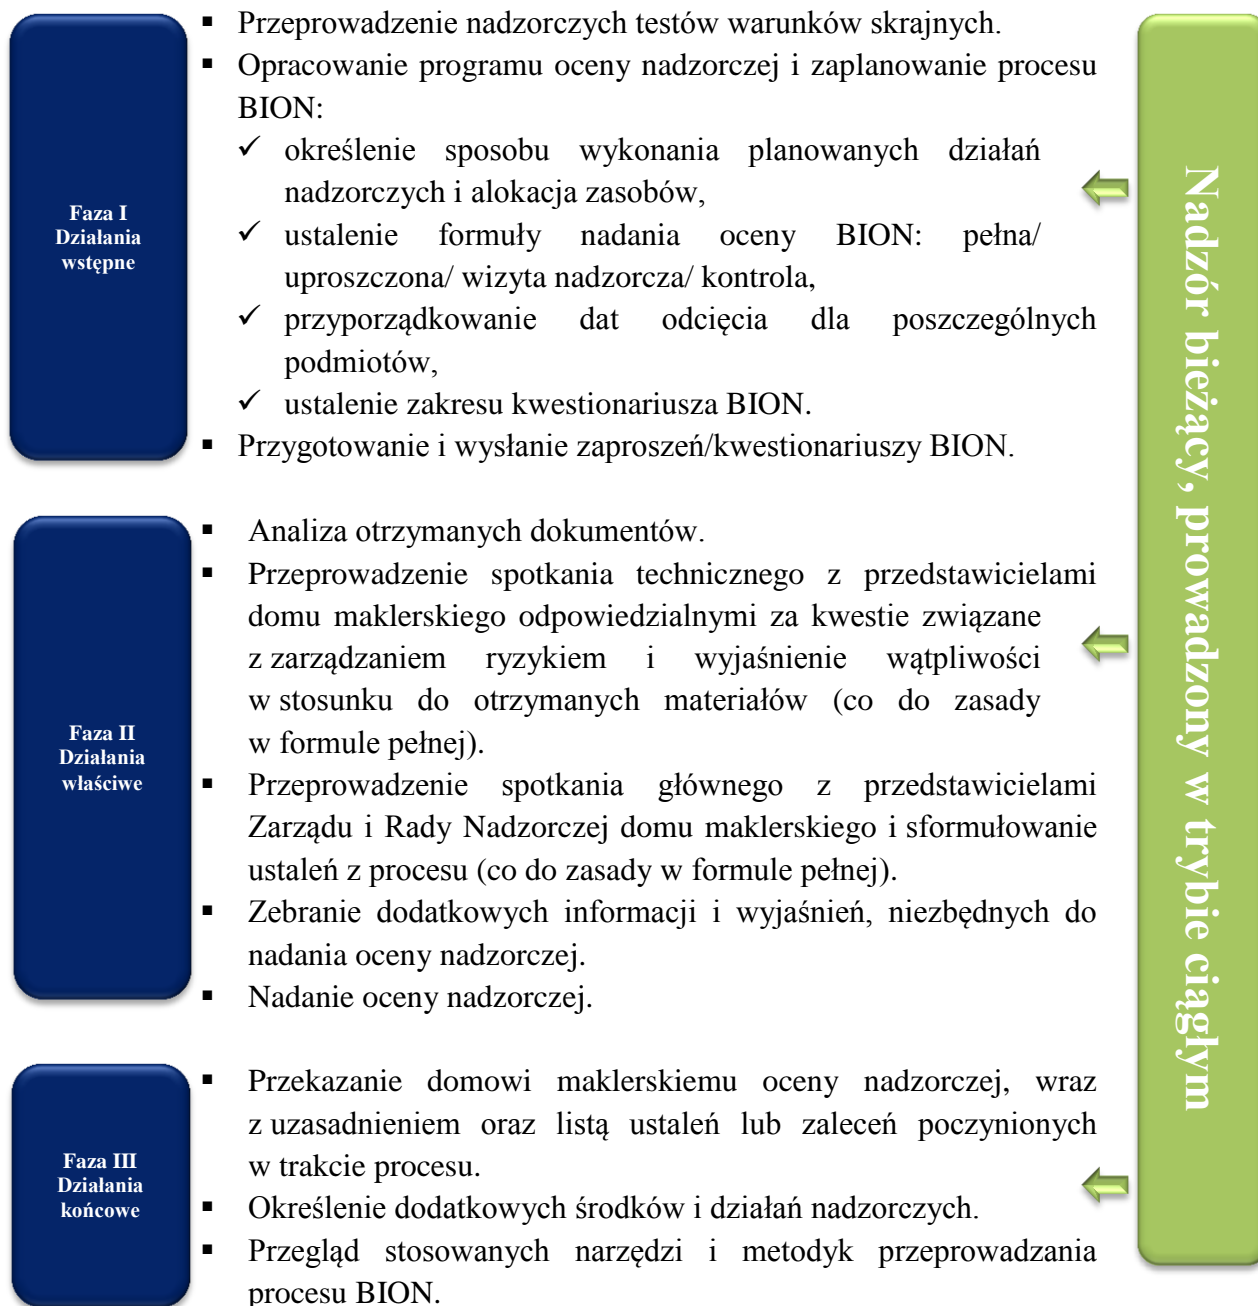 Faza I
Działania
wstępne
▪ Przeprowadzenie nadzorczych testów warunków skrajnych.
▪ Opracowanie programu oceny nadzorczej i zaplanowanie procesu
BION:
✓ określenie sposobu wykonania planowanych działań
nadzorczych i alokacja zasobów,
✓ ustalenie formuły nadania oceny BION: pełna/
uproszczona/ wizyta nadzorcza/ kontrola,
✓ przyporządkowanie dat odcięcia dla poszczególnych
podmiotów,
✓ ustalenie zakresu kwestionariusza BION.
▪ Przygotowanie i wysłanie zaproszeń/kwestionariuszy BION.
Faza II
Działania
właściwe
▪ Analiza otrzymanych dokumentów.
▪ Przeprowadzenie spotkania technicznego z przedstawicielami
domu maklerskiego odpowiedzialnymi za kwestie związane
z zarządzaniem ryzykiem i wyjaśnienie wątpliwości
w stosunku do otrzymanych materiałów (co do zasady
w formule pełnej).
▪ Przeprowadzenie spotkania głównego z przedstawicielami
Zarządu i Rady Nadzorczej domu maklerskiego i sformułowanie
ustaleń z procesu (co do zasady w formule pełnej).
▪ Zebranie dodatkowych informacji i wyjaśnień, niezbędnych do
nadania oceny nadzorczej.
▪ Nadanie oceny nadzorczej.
Faza III
Działania
końcowe
▪ Przekazanie domowi maklerskiemu oceny nadzorczej, wraz
z uzasadnieniem oraz listą ustaleń lub zaleceń poczynionych
w trakcie procesu.
▪ Określenie dodatkowych środków i działań nadzorczych.
▪ Przegląd stosowanych narzędzi i metodyk przeprowadzania
procesu BION.
Nadzór bieżący, prowadzony w trybie ciągłym